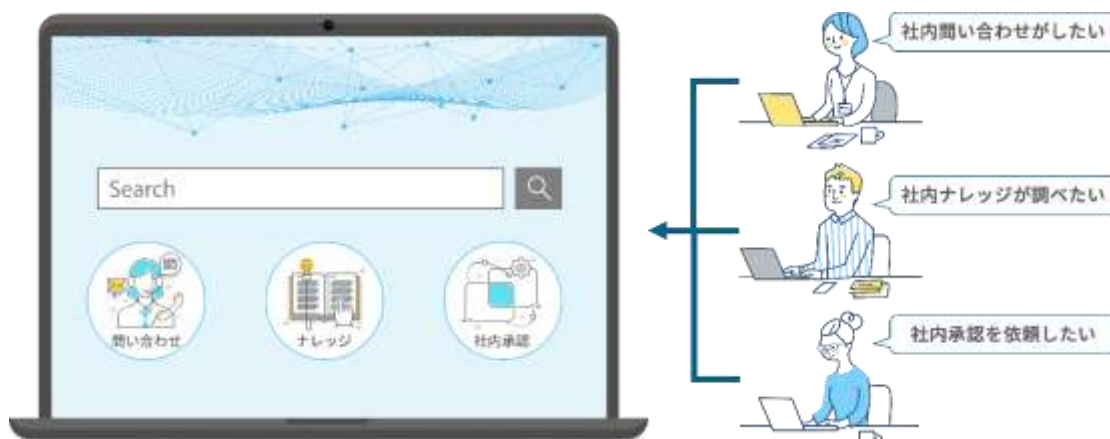 Search
問い合わせ
ナレッジ
社内承認
社内問い合わせがしたい
社内ナレッジが調べたい
社内承認を依頼したい